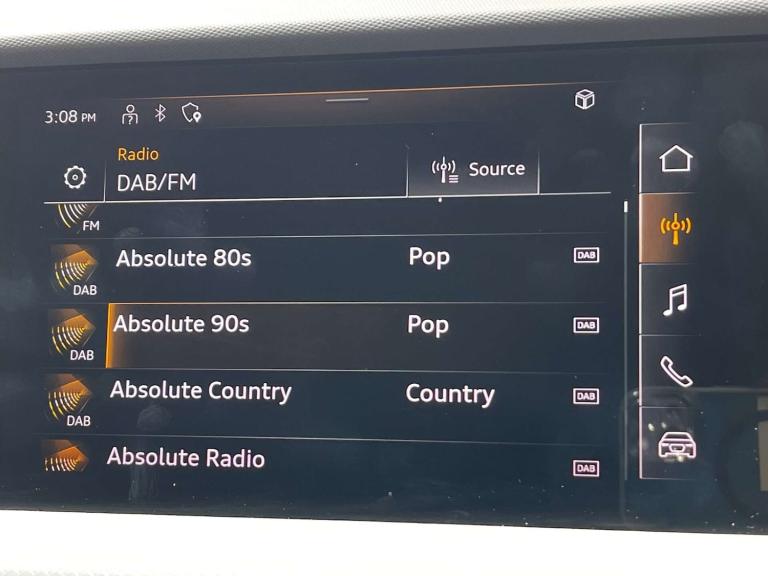 3:08 PM
Radio
DAB/FM
Source
FM
Absolute 80s Pop DAB
DAB
Absolute 90s Pop DAB
DAB
Absolute Country Country DAB
DAB
Absolute Radio DAB